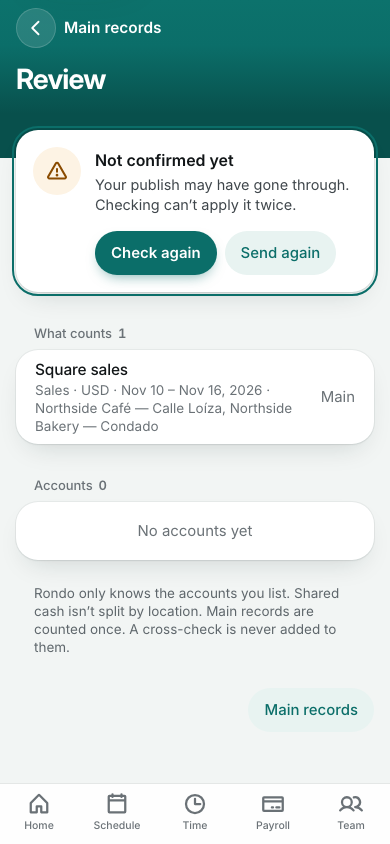 Main records
Review
Not confirmed yet
Your publish may have gone through.
Checking can’t apply it twice.
Check again
Send again
What counts 1
Square sales
Sales · USD · Nov 10 – Nov 16, 2026 ·
Northside Café — Calle Loíza, Northside
Bakery — Condado
Main
Accounts 0
No accounts yet
Rondo only knows the accounts you list. Shared
cash isn’t split by location. Main records are
counted once. A cross-check is never added to
them.
Main records
Home
Schedule
Time
Payroll
Team